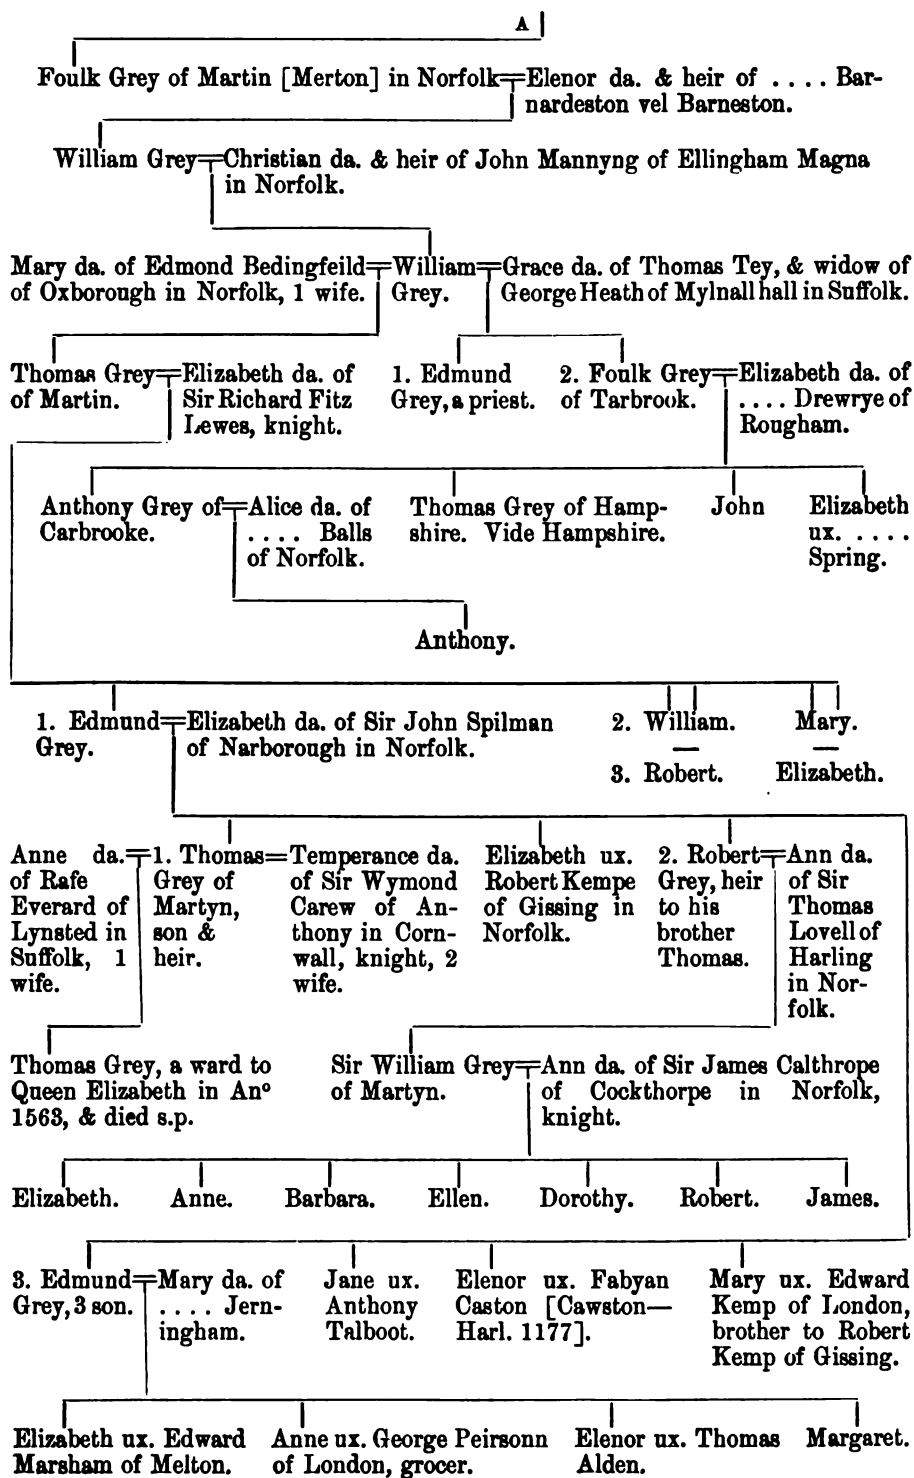 A
Foulk Grey of Martin [Merton] in Norfolk=Elenor da. & heir of .... Bar-
nardeston vel Barneston.
William Grey=Christian da. & heir of John Mannyng of Ellingham Magna
in Norfolk.
Mary da. of Edmond Bedingfeild=William=Grace da. of Thomas Tey, & widow of
of Oxborough in Norfolk, 1 wife. Grey. George Heath of Mylnall hall in Suffolk.
Thomas Grey=Elizabeth da. of 1. Edmund 2. Foulk Grey=Elizabeth da. of
of Martin. Sir Richard Fitz Grey, a priest. of Tarbrook. .... Drewrye of
Lewes, knight. Rougham.
Anthony Grey of=Alice da. of Thomas Grey of Hamp- John Elizabeth
Carbrooke. .... Balls shire. Vide Hampshire. ux. ....
of Norfolk. Spring.
Anthony.
1. Edmund=Elizabeth da. of Sir John Spilman 2. William. Mary.
Grey. of Narborough in Norfolk. — —
3. Robert. Elizabeth.
Anne da.=1. Thomas=Temperance da. Elizabeth ux. 2. Robert=Ann da.
of Rafe Grey of of Sir Wymond Robert Kempe Grey, heir of Sir
Everard of Martyn, Carew of An- of Gissing in to his Thomas
Lynsted in son & thony in Corn- Norfolk. brother Lovell of
Suffolk, 1 heir. wall, knight, 2 Thomas. Harling
wife. wife. in Nor-
folk.
Thomas Grey, a ward to Sir William Grey=Ann da. of Sir James Calthrope
Queen Elizabeth in Anº of Martyn. of Cockthorpe in Norfolk,
1563, & died s.p. knight.
Elizabeth. Anne. Barbara. Ellen. Dorothy. Robert. James.
3. Edmund=Mary da. of Jane ux. Elenor ux. Fabyan Mary ux. Edward
Grey, 3 son. .... Jern- Anthony Caston [Cawston— Kemp of London,
ingham. Talboot. Harl. 1177]. brother to Robert
Kemp of Gissing.
Elizabeth ux. Edward Anne ux. George Peirsonn Elenor ux. Thomas Margaret.
Marsham of Melton. of London, grocer. Alden.